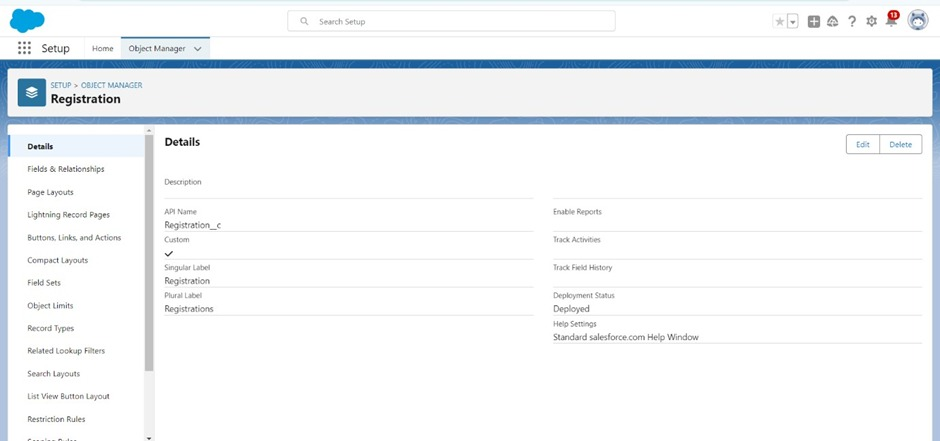 Search Setup
13
Setup
Home
Object Manager
SETUP > OBJECT MANAGER
Registration
Details
Fields & Relationships
Page Layouts
Lightning Record Pages
Buttons, Links, and Actions
Compact Layouts
Field Sets
Object Limits
Record Types
Related Lookup Filters
Search Layouts
List View Button Layout
Restriction Rules
Scoping Rules
Details
Edit
Delete
Description
API Name
Registration__c
Custom
Singular Label
Registration
Plural Label
Registrations
Enable Reports
Track Activities
Track Field History
Deployment Status
Deployed
Help Settings
Standard salesforce.com Help Window